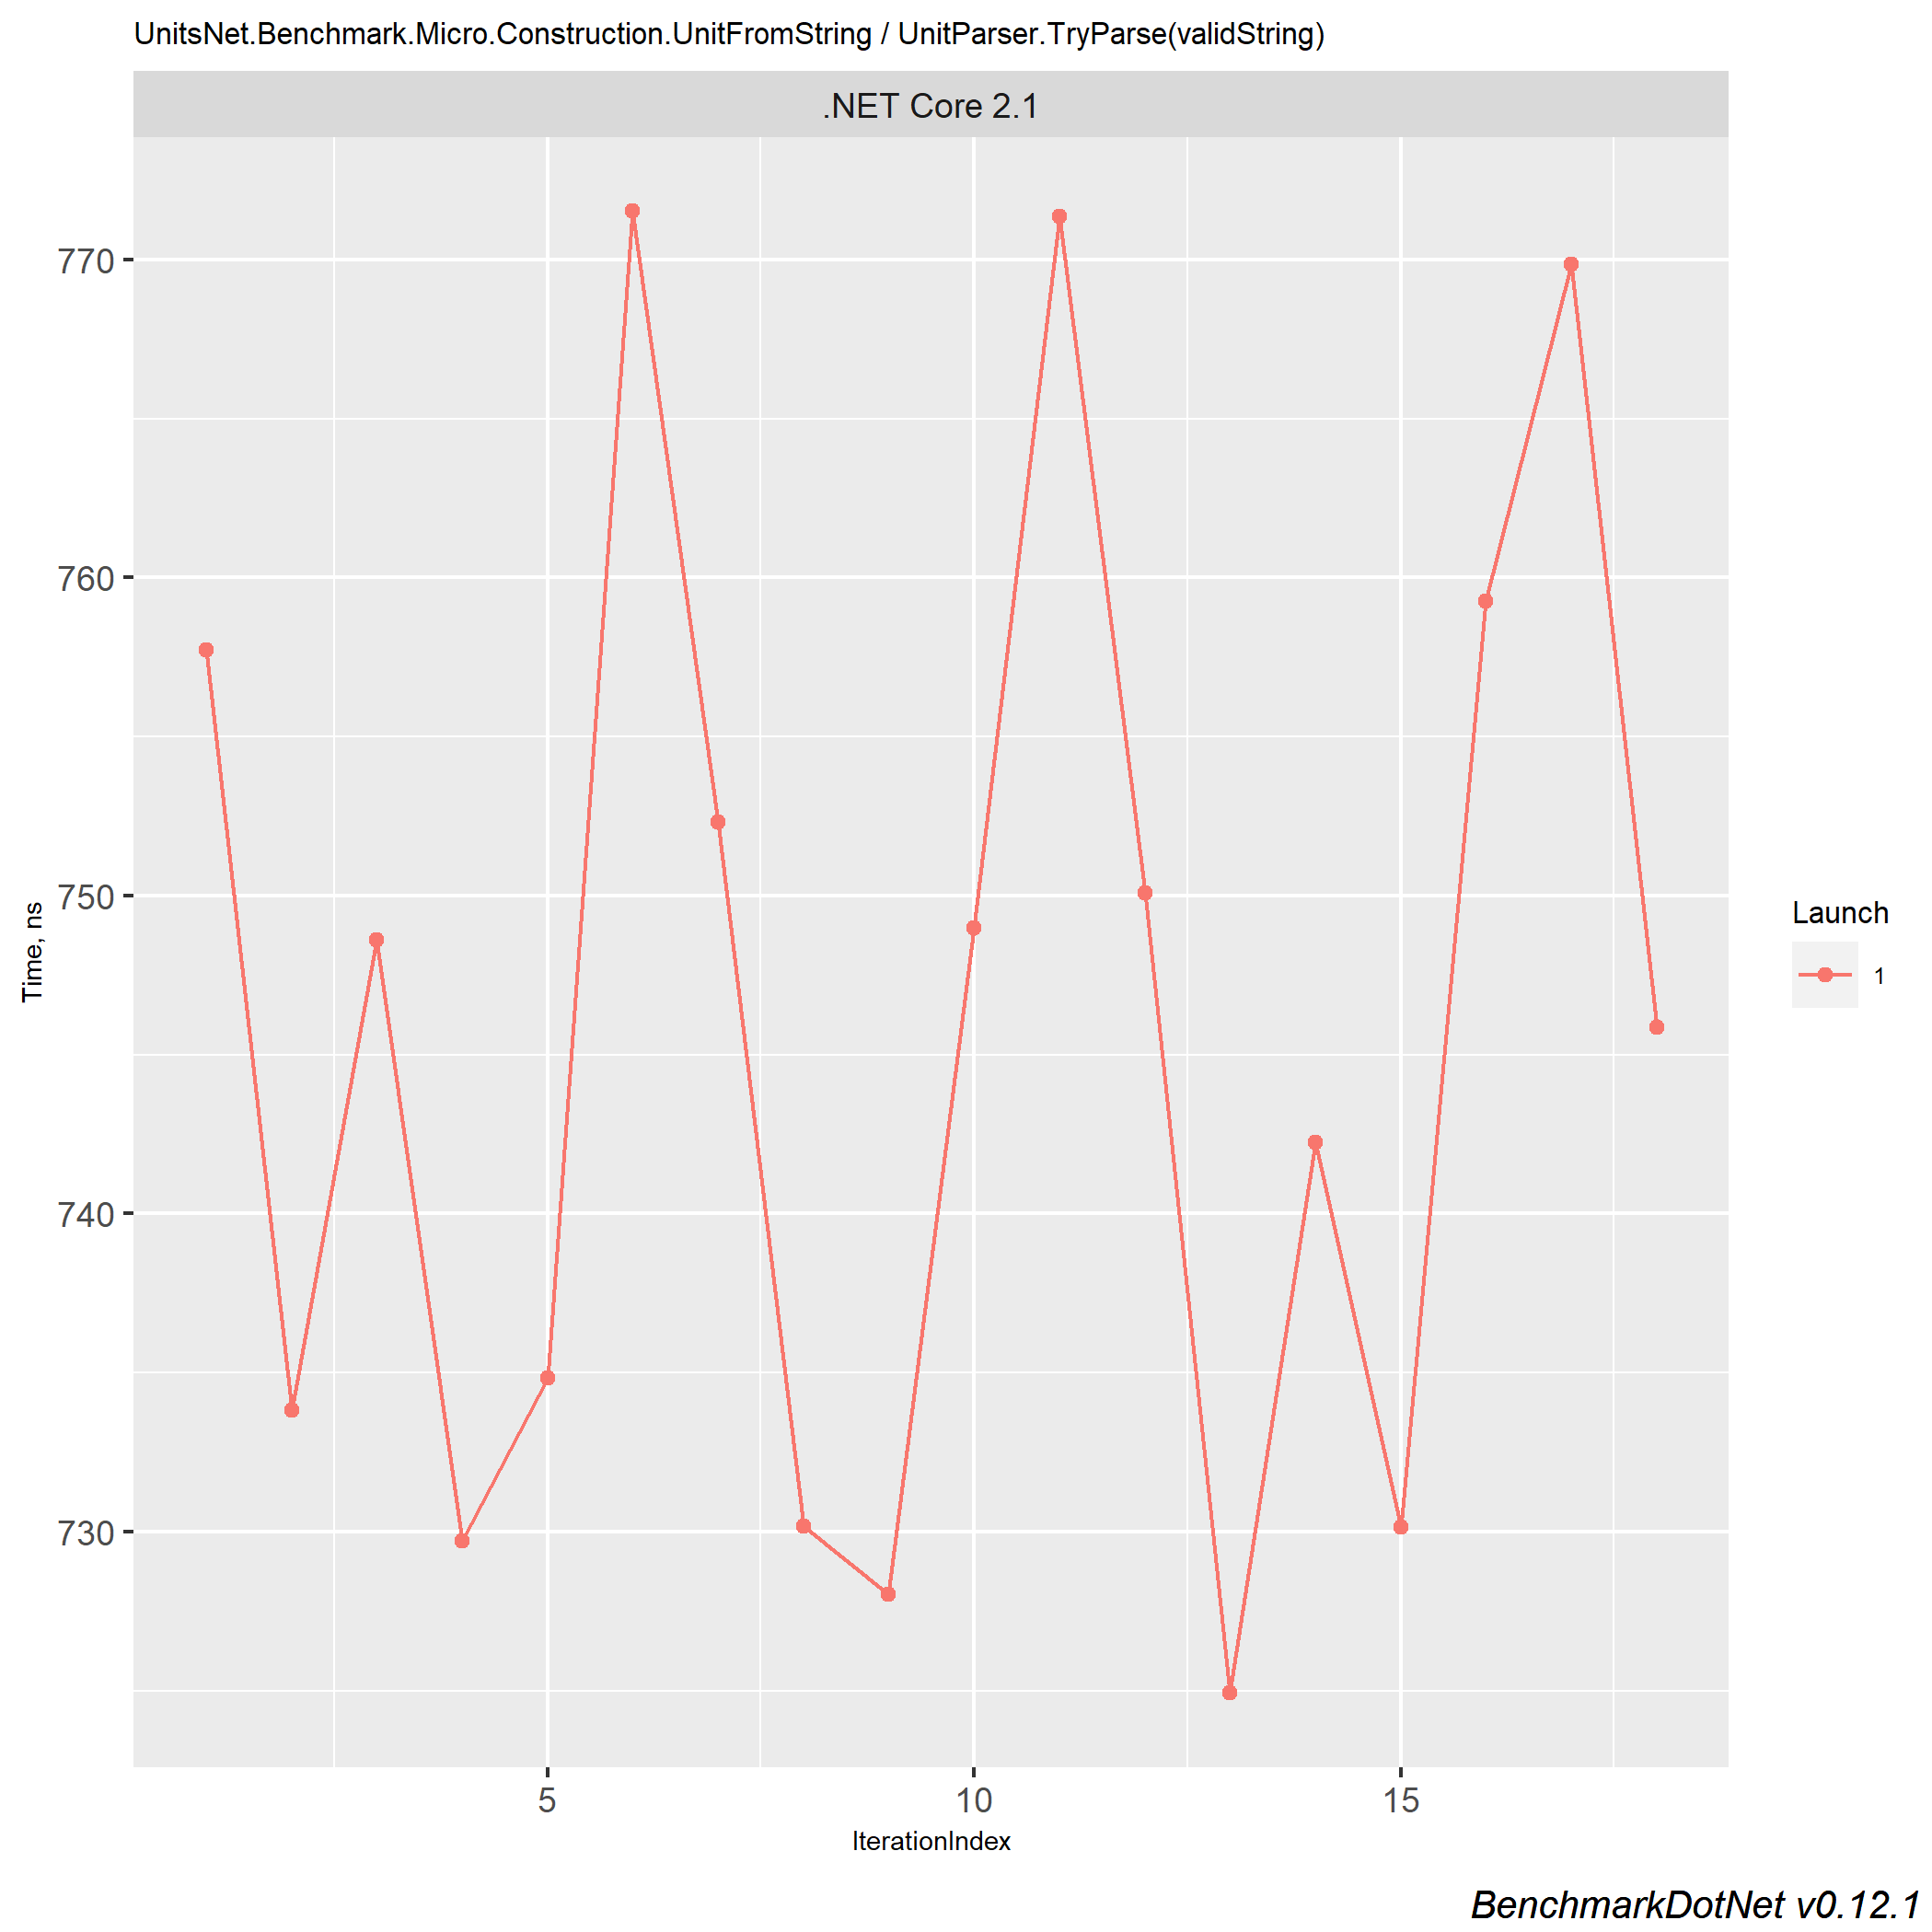 UnitsNet.Benchmark.Micro.Construction.UnitFromString / UnitParser.TryParse(validString)
.NET Core 2.1
770
760
750
740
730
Time, ns
5
10
15
IterationIndex
Launch
1
BenchmarkDotNet v0.12.1